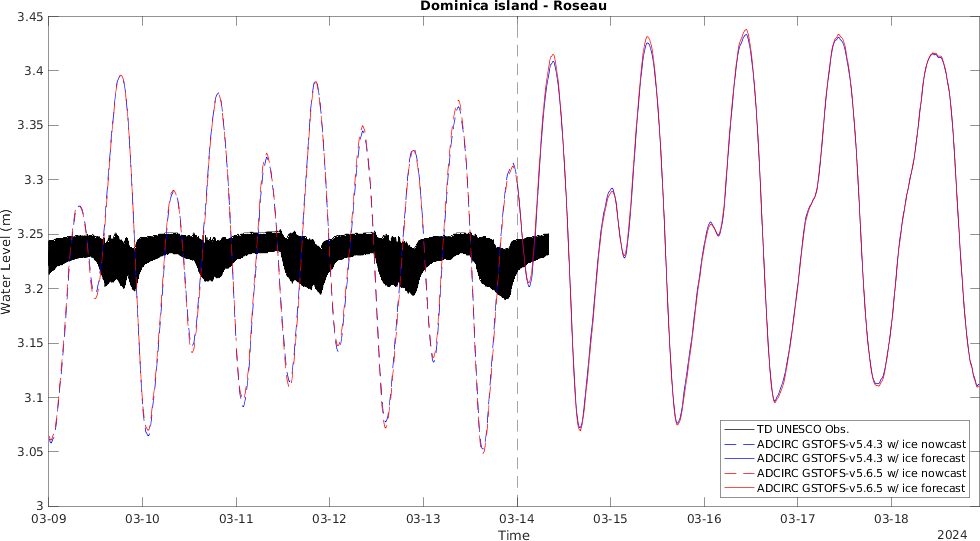 Dominica island - Roseau
3.45
3.4
3.35
3.3
3.25
3.2
3.15
3.1
3.05
3
Water Level (m)
TD UNESCO Obs.
ADCIRC GSTOFS-v5.4.3 w/ ice nowcast
ADCIRC GSTOFS-v5.4.3 w/ ice forecast
ADCIRC GSTOFS-v5.6.5 w/ ice nowcast
ADCIRC GSTOFS-v5.6.5 w/ ice forecast
03-09 03-10 03-11 03-12 03-13 03-14 03-15 03-16 03-17 03-18
Time
2024